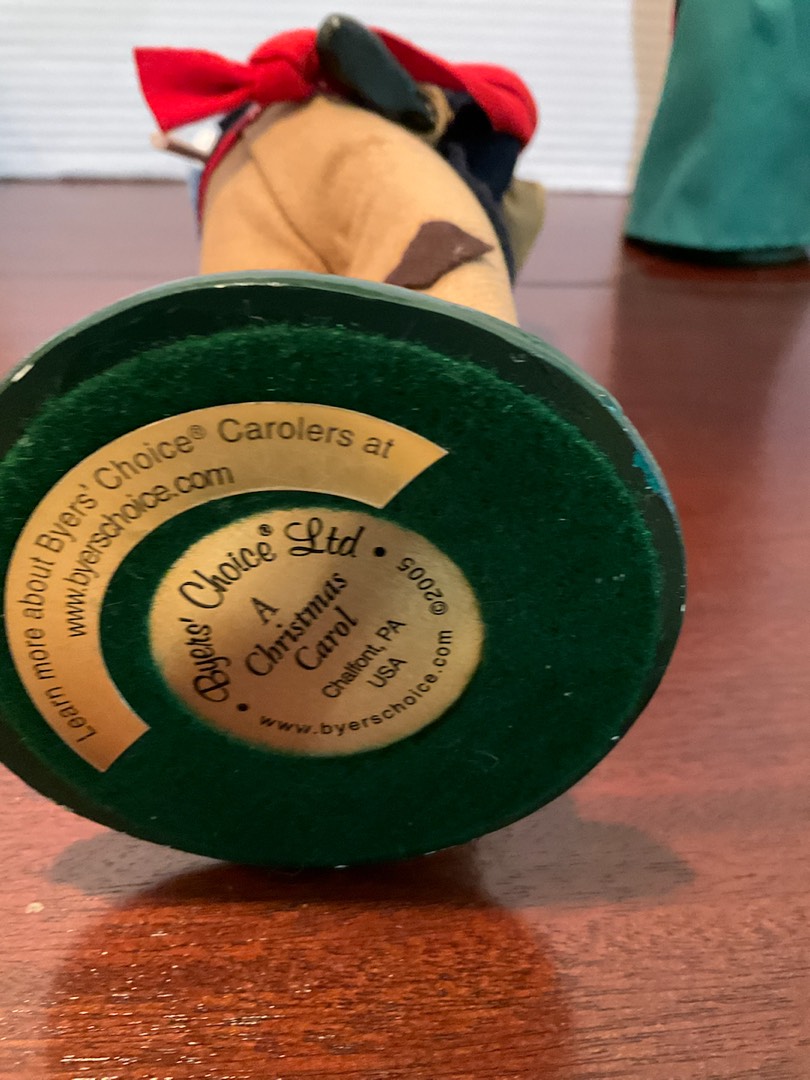 Learn more about Byers' Choice® Carolers at
www.byerschoice.com
Byers' Choice® Ltd
A
Christmas
Carol
Chalfont, PA
USA
• www.byerschoice.com ©2005 •